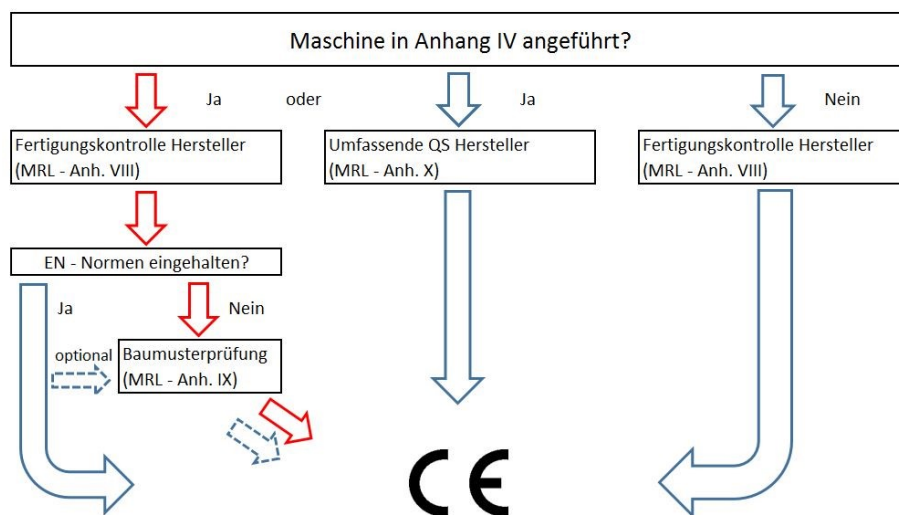 Maschine in Anhang IV angeführt?
Ja oder Ja Nein
Fertigungskontrolle Hersteller
(MRL - Anh. VIII)
Umfassende QS Hersteller
(MRL - Anh. X)
Fertigungskontrolle Hersteller
(MRL - Anh. VIII)
EN - Normen eingehalten?
Ja Nein
optional
Baumusterprüfung
(MRL - Anh. IX)
CE